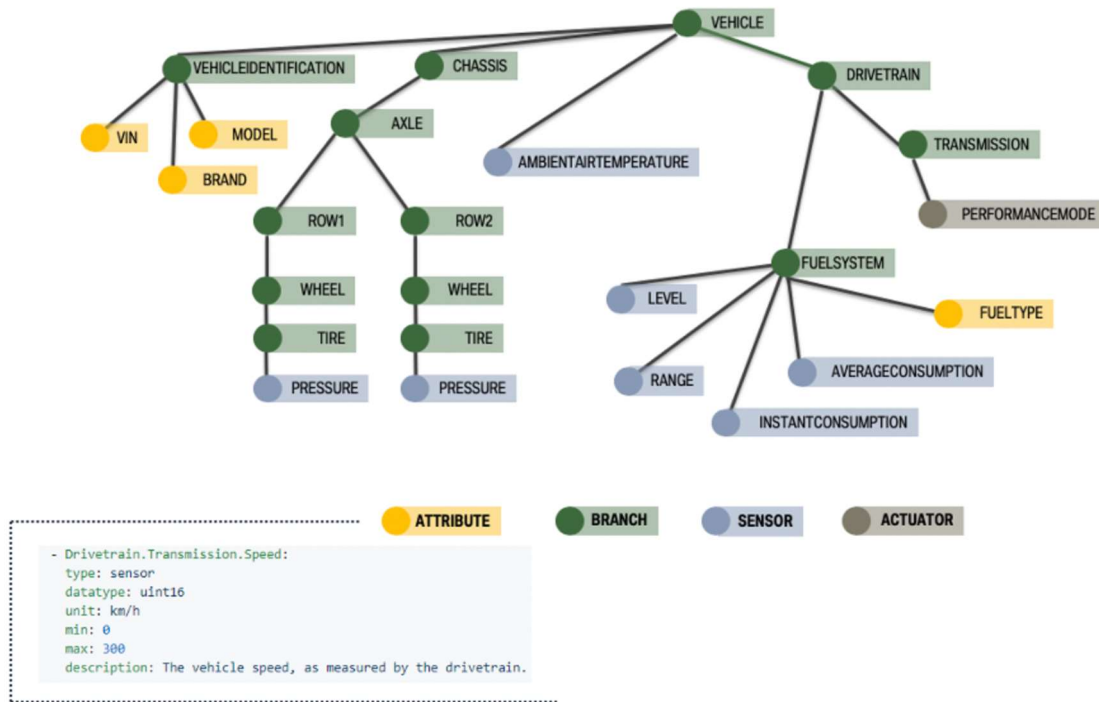 VEHICLE
VEHICLEIDENTIFICATION
CHASSIS
DRIVETRAIN
VIN
MODEL
BRAND
AXLE
AMBIENTAIRTEMPERATURE
TRANSMISSION
PERFORMANCEMODE
ROW1
ROW2
WHEEL
WHEEL
TIRE
TIRE
PRESSURE
PRESSURE
FUELSYSTEM
LEVEL
FUELTYPE
RANGE
AVERAGECONSUMPTION
INSTANTCONSUMPTION
ATTRIBUTE
BRANCH
SENSOR
ACTUATOR
- Drivetrain.Transmission.Speed:
type: sensor
datatype: uint16
unit: km/h
min: 0
max: 300
description: The vehicle speed, as measured by the drivetrain.